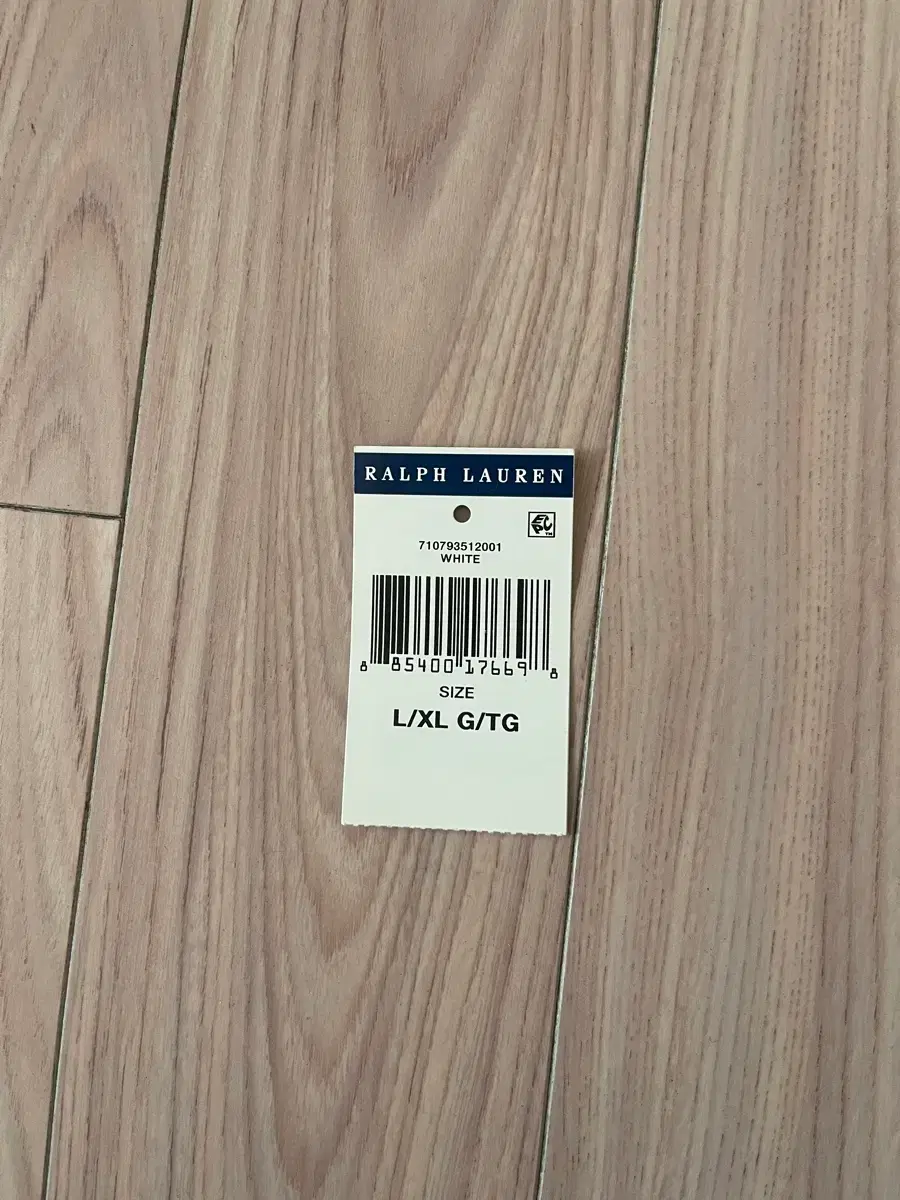 RALPH LAUREN
710793512001
WHITE
8 85400 17669 8
SIZE
L/XL G/TG